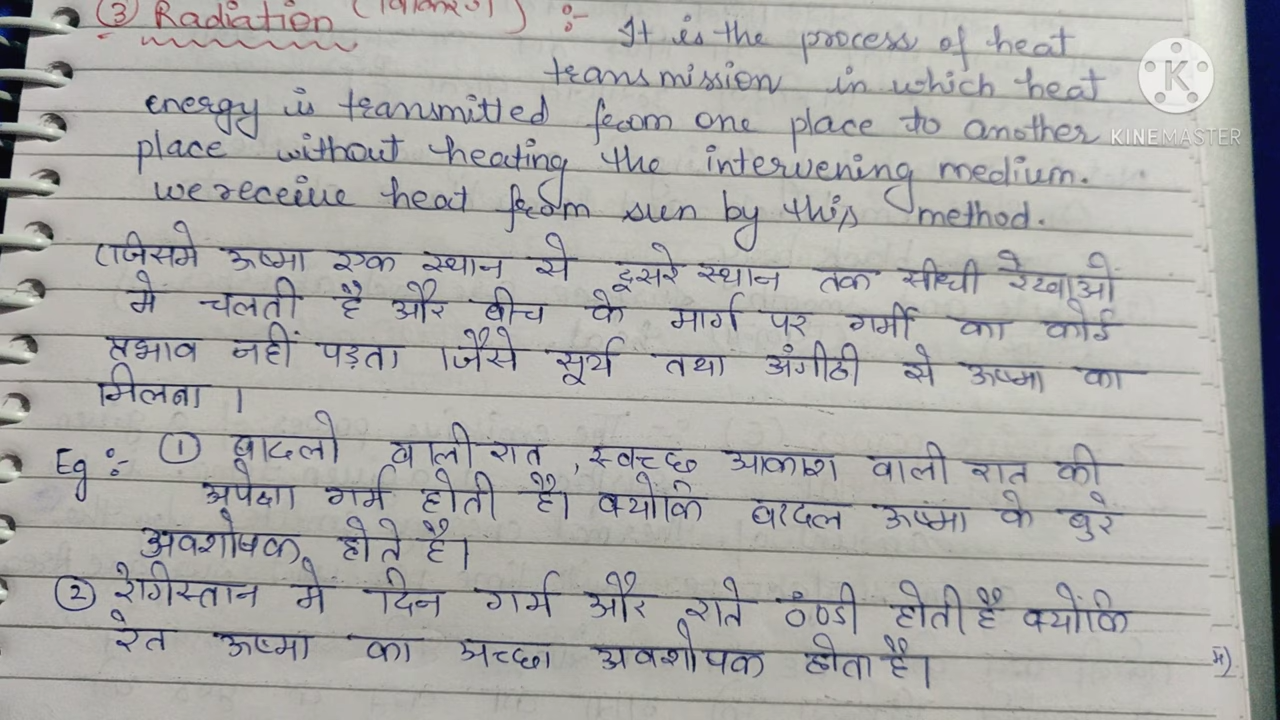 ③ Radiation (विकिरण) :-
It is the process of heat
transmission in which heat
energy is transmitted from one place to another
place without heating the intervening medium.
we receive heat from sun by this method.
(जिसमे ऊष्मा एक स्थान से दूसरे स्थान तक सीधी रेखाओं
मे चलती है और बीच के मार्ग पर गर्मी का कोई
प्रभाव नहीं पड़ता जैसे सूर्य तथा अंगीठी से ऊष्मा का
मिलना ।
Eg :- ① बादलो वाली रात, स्वच्छ आकाश वाली रात की
अपेक्षा गर्म होती है। क्योकि बादल ऊष्मा के बुरे
अवशोषक होते है।
② रेगीस्तान मे दिन गर्म और राते ठण्डी होती है क्योंकि
रेत ऊष्मा का अच्छा अवशोषक होता है।
K
KINEMASTER